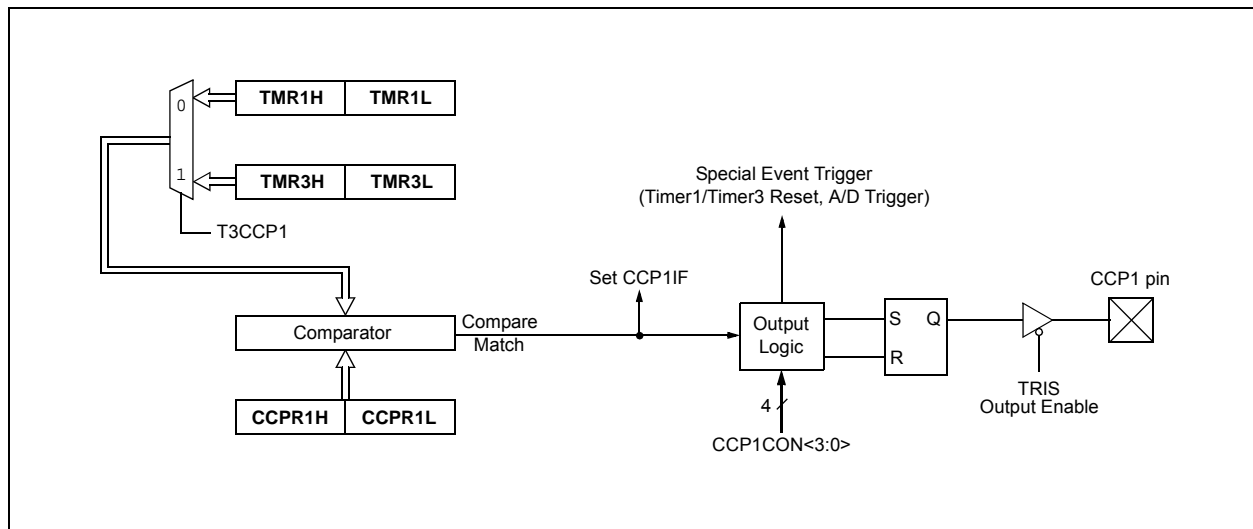 0
TMR1H TMR1L
1
TMR3H TMR3L
T3CCP1
Special Event Trigger
(Timer1/Timer3 Reset, A/D Trigger)
Set CCP1IF
CCP1 pin
Comparator
Compare
Match
Output
Logic
S Q
R
TRIS
Output Enable
CCPR1H CCPR1L
4
CCP1CON<3:0>